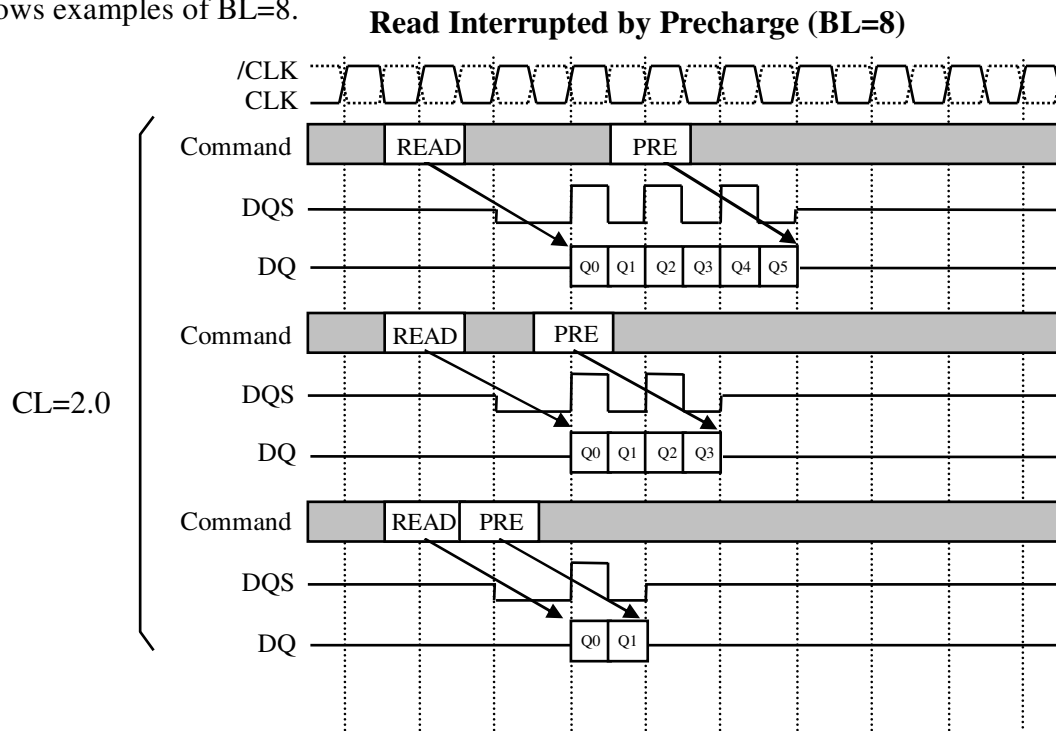 ows examples of BL=8.
Read Interrupted by Precharge (BL=8)
/CLK
CLK
Command READ PRE
DQS
DQ Q0 Q1 Q2 Q3 Q4 Q5
Command READ PRE
CL=2.0
DQS
DQ Q0 Q1 Q2 Q3
Command READ PRE
DQS
DQ Q0 Q1